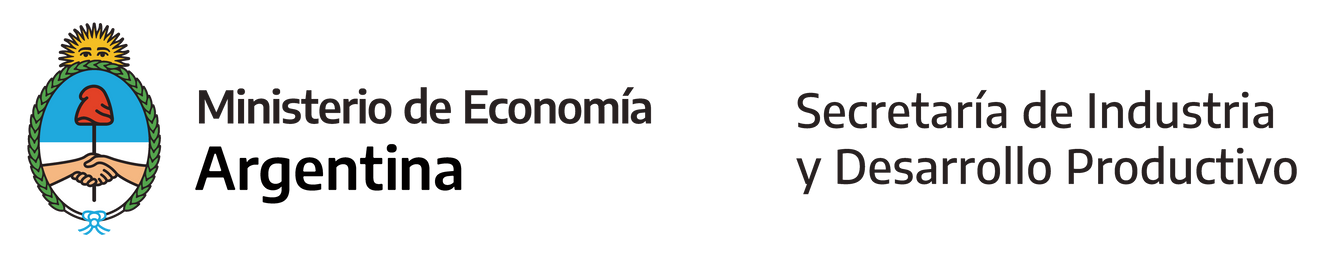 Ministerio de Economía
Argentina
Secretaría de Industria
y Desarrollo Productivo